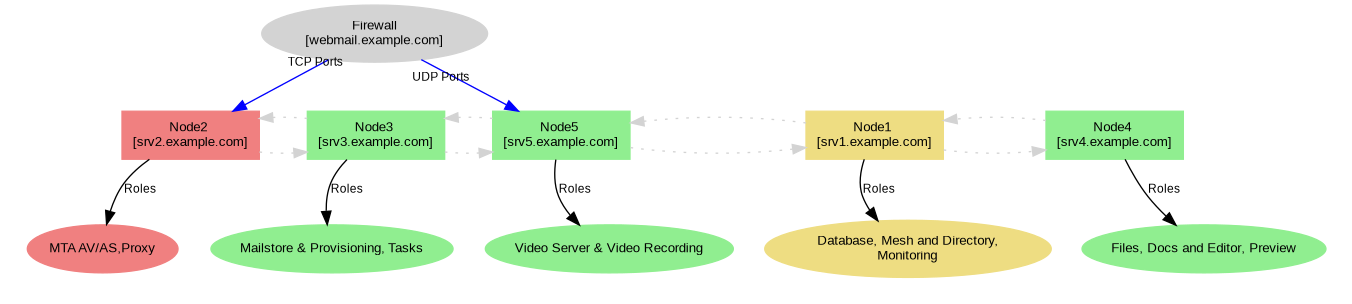 Firewall
[webmail.example.com]
TCP Ports
UDP Ports
Node2
[srv2.example.com]
Node3
[srv3.example.com]
Node5
[srv5.example.com]
Node1
[srv1.example.com]
Node4
[srv4.example.com]
Roles
Roles
Roles
Roles
Roles
MTA AV/AS,Proxy
Mailstore & Provisioning, Tasks
Video Server & Video Recording
Database, Mesh and Directory,
Monitoring
Files, Docs and Editor, Preview